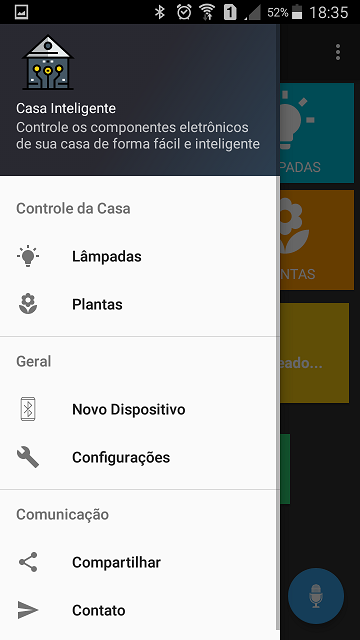 52% 18:35
1
Casa Inteligente
Controle os componentes eletrônicos
de sua casa de forma fácil e inteligente
PADAS
Controle da Casa
Lâmpadas
NTAS
Plantas
Geral
eado...
Novo Dispositivo
Configurações
Comunicação
Compartilhar
Contato